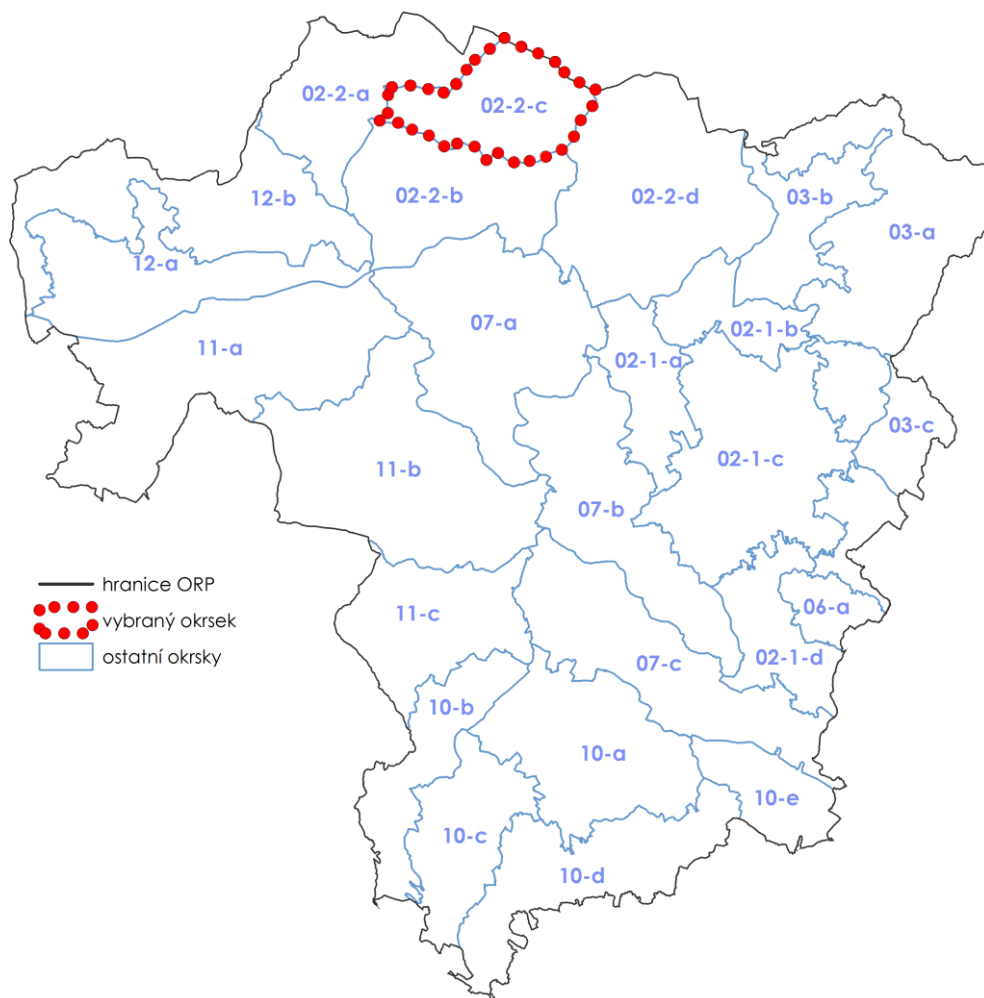 02-2-a
02-2-c
12-b
02-2-b
02-2-d
03-b
03-a
12-a
07-a
02-1-b
11-a
02-1-a
03-c
11-b
02-1-c
07-b
hranice ORP
vybraný okrsek
ostatní okrsky
11-c
06-a
07-c
02-1-d
10-b
10-a
10-e
10-c
10-d